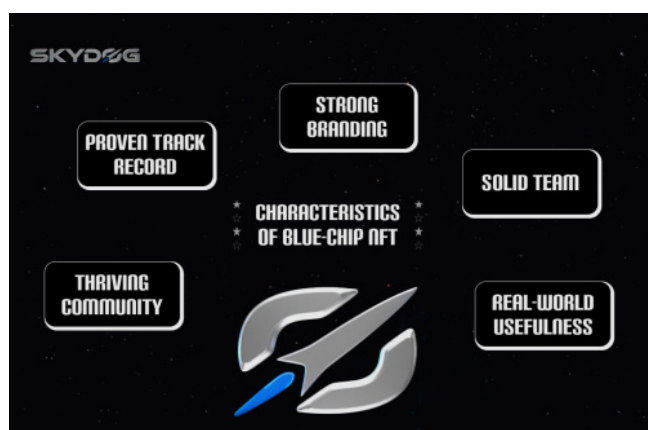 SKYDOG
STRONG
BRANDING
PROVEN TRACK
RECORD
SOLID TEAM
CHARACTERISTICS
OF BLUE-CHIP NFT
THRIVING
COMMUNITY
REAL-WORLD
USEFULNESS